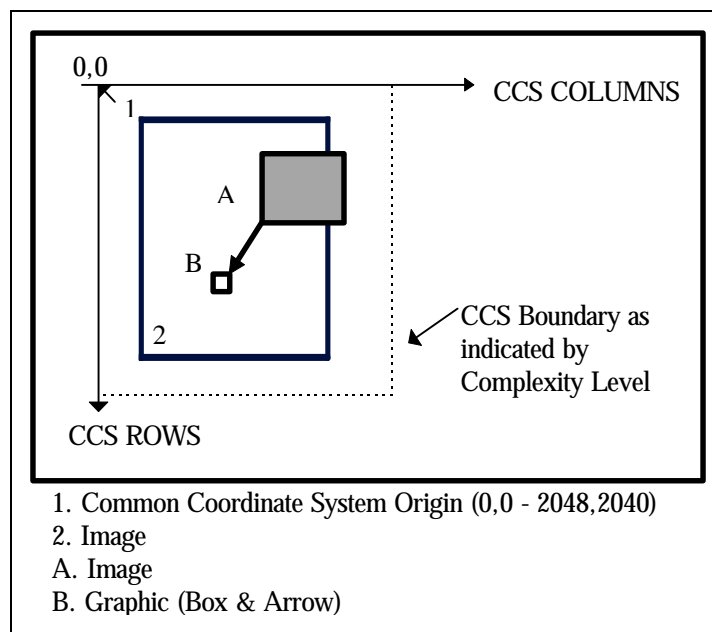 0,0
CCS COLUMNS
1
A
B
2
CCS Boundary as
indicated by
Complexity Level
CCS ROWS
1. Common Coordinate System Origin (0,0 - 2048,2040)
2. Image
A. Image
B. Graphic (Box & Arrow)